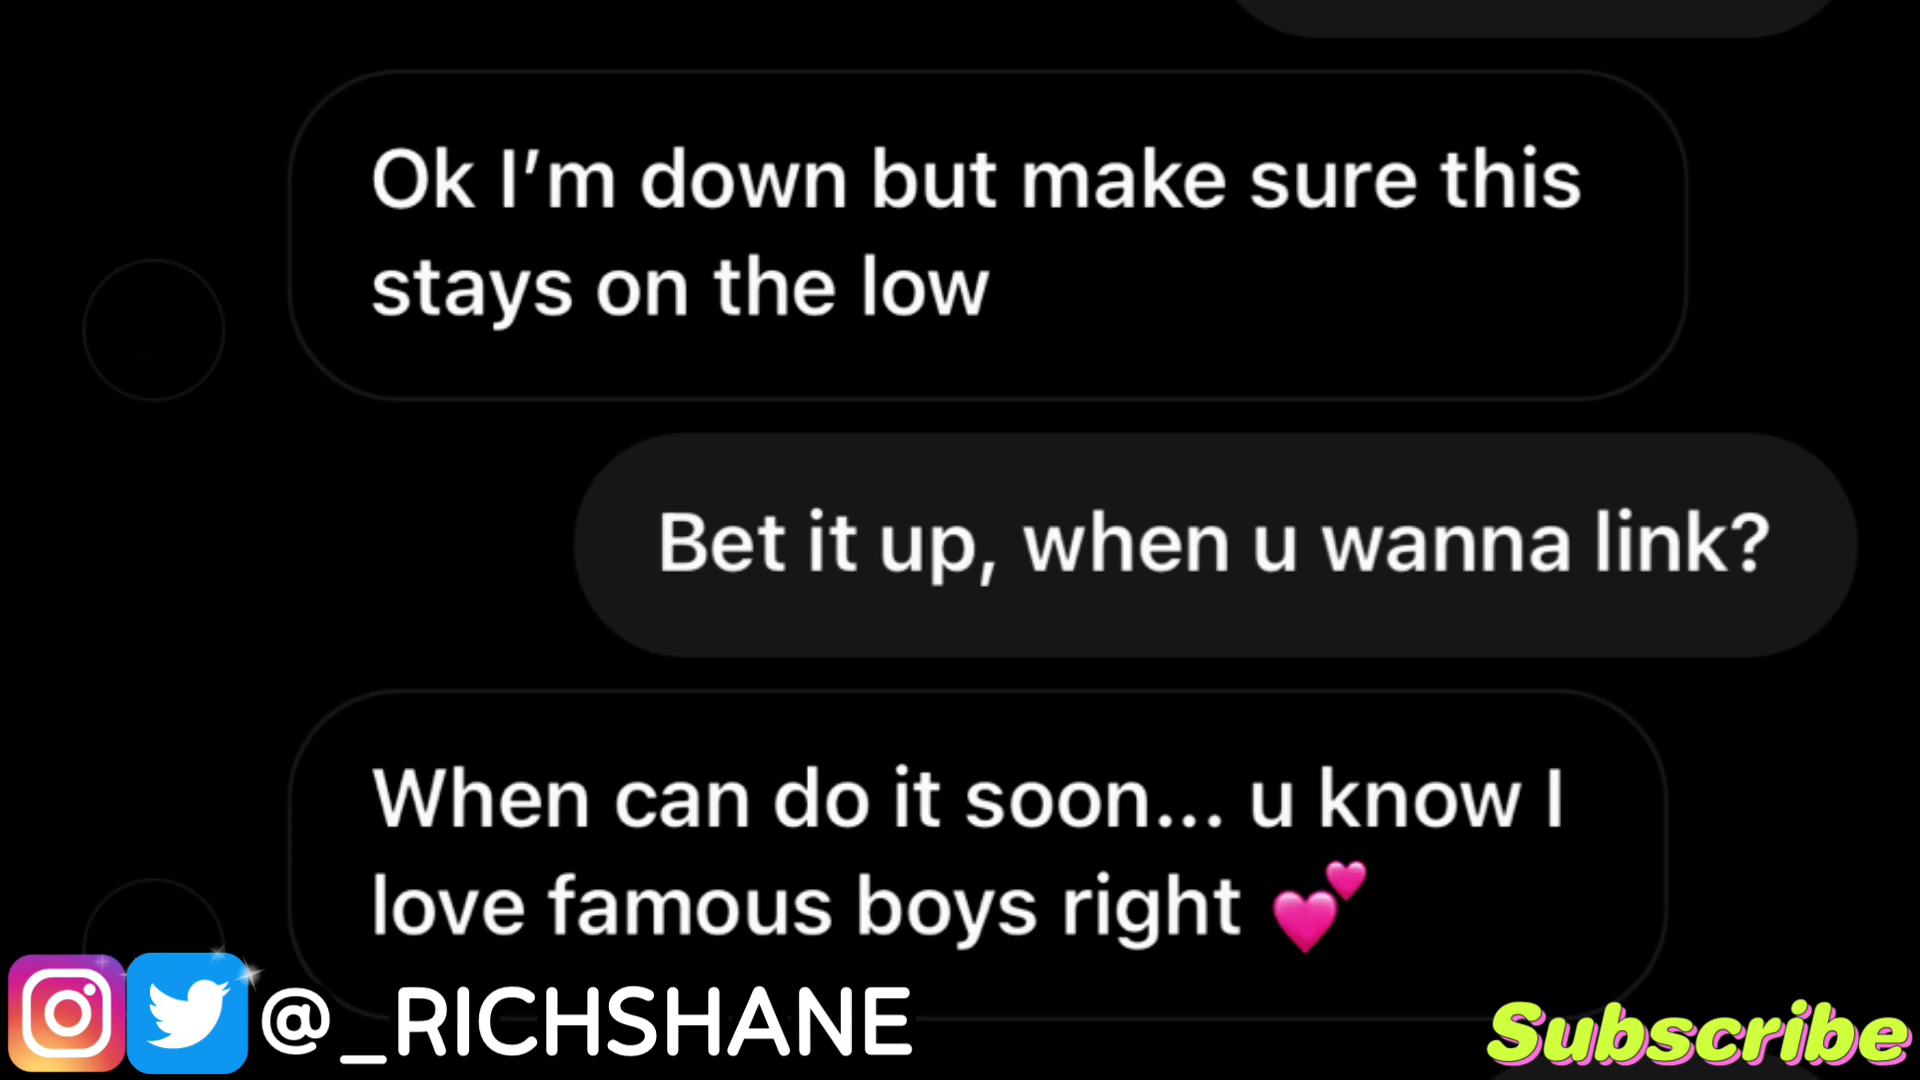 Ok I’m down but make sure this
stays on the low
Bet it up, when u wanna link?
When can do it soon... u know I
love famous boys right 💕
@_RICHSHANE
Subscribe